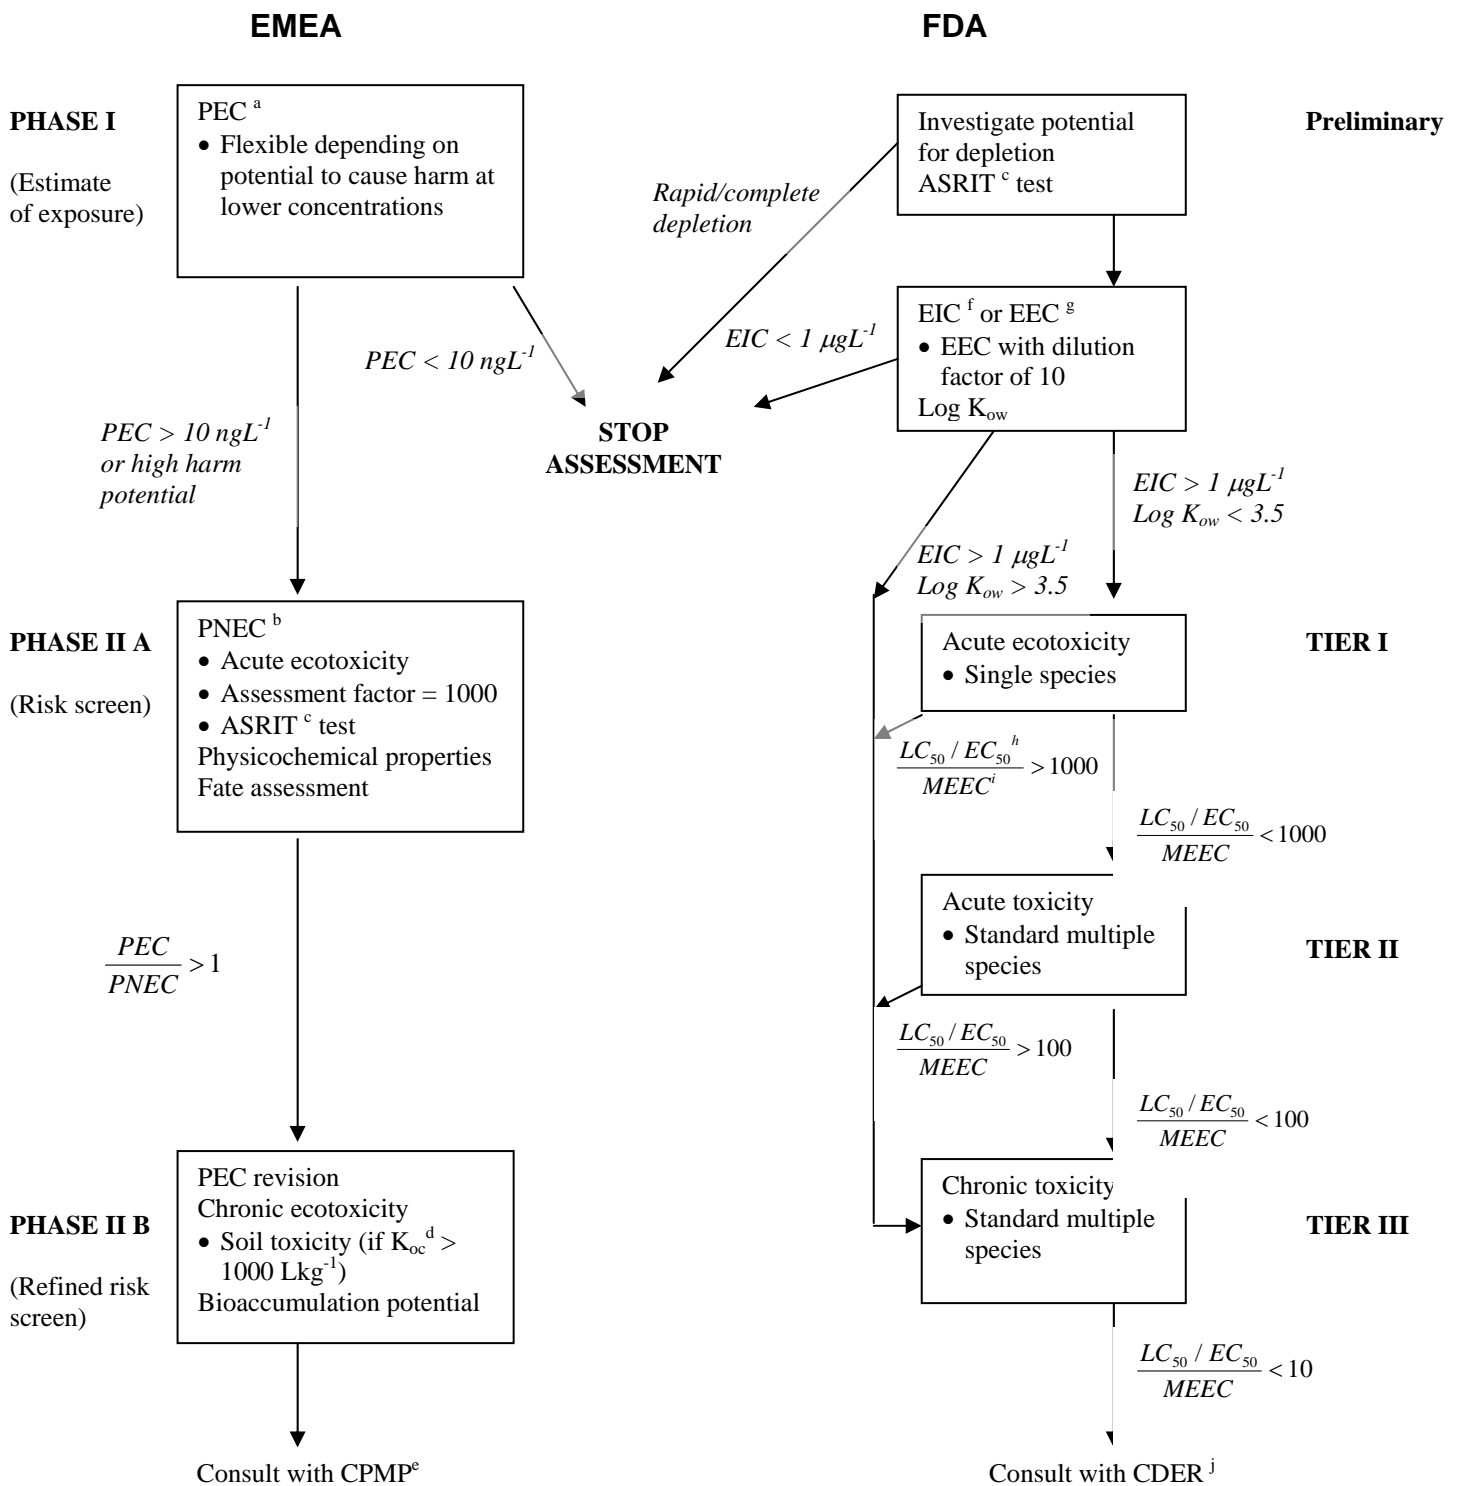 EMEA
FDA
PHASE I
(Estimate
of exposure)
PEC a
• Flexible depending on
potential to cause harm at
lower concentrations
Rapid/complete
depletion
Investigate potential
for depletion
ASRIT c test
Preliminary
PEC < 10 ngL-1
EIC < 1 μgL-1
EIC f or EEC g
• EEC with dilution
factor of 10
Log Kow
STOP
ASSESSMENT
PEC > 10 ngL-1
or high harm
potential
EIC > 1 μgL-1
Log Kow < 3.5
EIC > 1 μgL-1
Log Kow > 3.5
PHASE II A
(Risk screen)
PNEC b
• Acute ecotoxicity
• Assessment factor = 1000
• ASRIT c test
Physicochemical properties
Fate assessment
Acute ecotoxicity
• Single species
TIER I
LC50 / EC50 h
MEEC i
> 1000
LC50 / EC50
MEEC
< 1000
PEC
PNEC
> 1
Acute toxicity
• Standard multiple
species
TIER II
LC50 / EC50
MEEC
> 100
LC50 / EC50
MEEC
< 100
PHASE II B
(Refined risk
screen)
PEC revision
Chronic ecotoxicity
• Soil toxicity (if Koc d >
1000 Lkg-1)
Bioaccumulation potential
Chronic toxicity
• Standard multiple
species
TIER III
LC50 / EC50
MEEC
< 10
Consult with CPMP e
Consult with CDER j